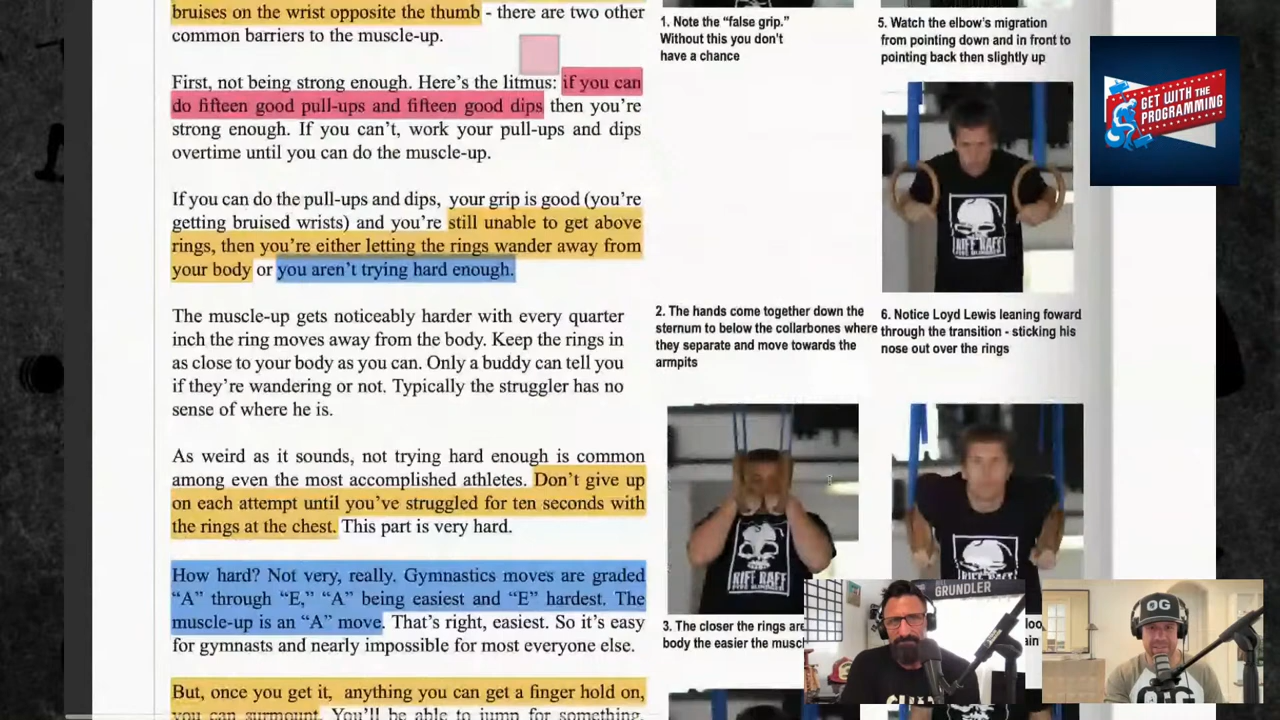 bruises on the wrist opposite the thumb - there are two other
common barriers to the muscle-up.
First, not being strong enough. Here's the litmus: if you can
do fifteen good pull-ups and fifteen good dips then you're
strong enough. If you can't, work your pull-ups and dips
overtime until you can do the muscle-up.
If you can do the pull-ups and dips, your grip is good (you're
getting bruised wrists) and you're still unable to get above
rings, then you're either letting the rings wander away from
your body or you aren't trying hard enough.
The muscle-up gets noticeably harder with every quarter
inch the ring moves away from the body. Keep the rings in
as close to your body as you can. Only a buddy can tell you
if they're wandering or not. Typically the struggler has no
sense of where he is.
As weird as it sounds, not trying hard enough is common
among even the most accomplished athletes. Don't give up
on each attempt until you've struggled for ten seconds with
the rings at the chest. This part is very hard.
How hard? Not very, really. Gymnastics moves are graded
“A” through “E,” “A” being easiest and “E” hardest. The
muscle-up is an “A” move. That's right, easiest. So it's easy
for gymnasts and nearly impossible for most everyone else.
But, once you get it, anything you can get a finger hold on,
you can surmount. You'll be able to jump for something,
1. Note the “false grip.”
Without this you don't
have a chance
2. The hands come together down the
sternum to below the collarbones where
they separate and move towards the
armpits
RIFF RAFF
3. The closer the rings are
body the easier the muscl
5. Watch the elbow's migration
from pointing down and in front to
pointing back then slightly up
RIFF RAFF
6. Notice Loyd Lewis leaning foward
through the transition - sticking his
nose out over the rings
GET WITH THE
PROGRAMMING
GRUNDLER
OG
OG